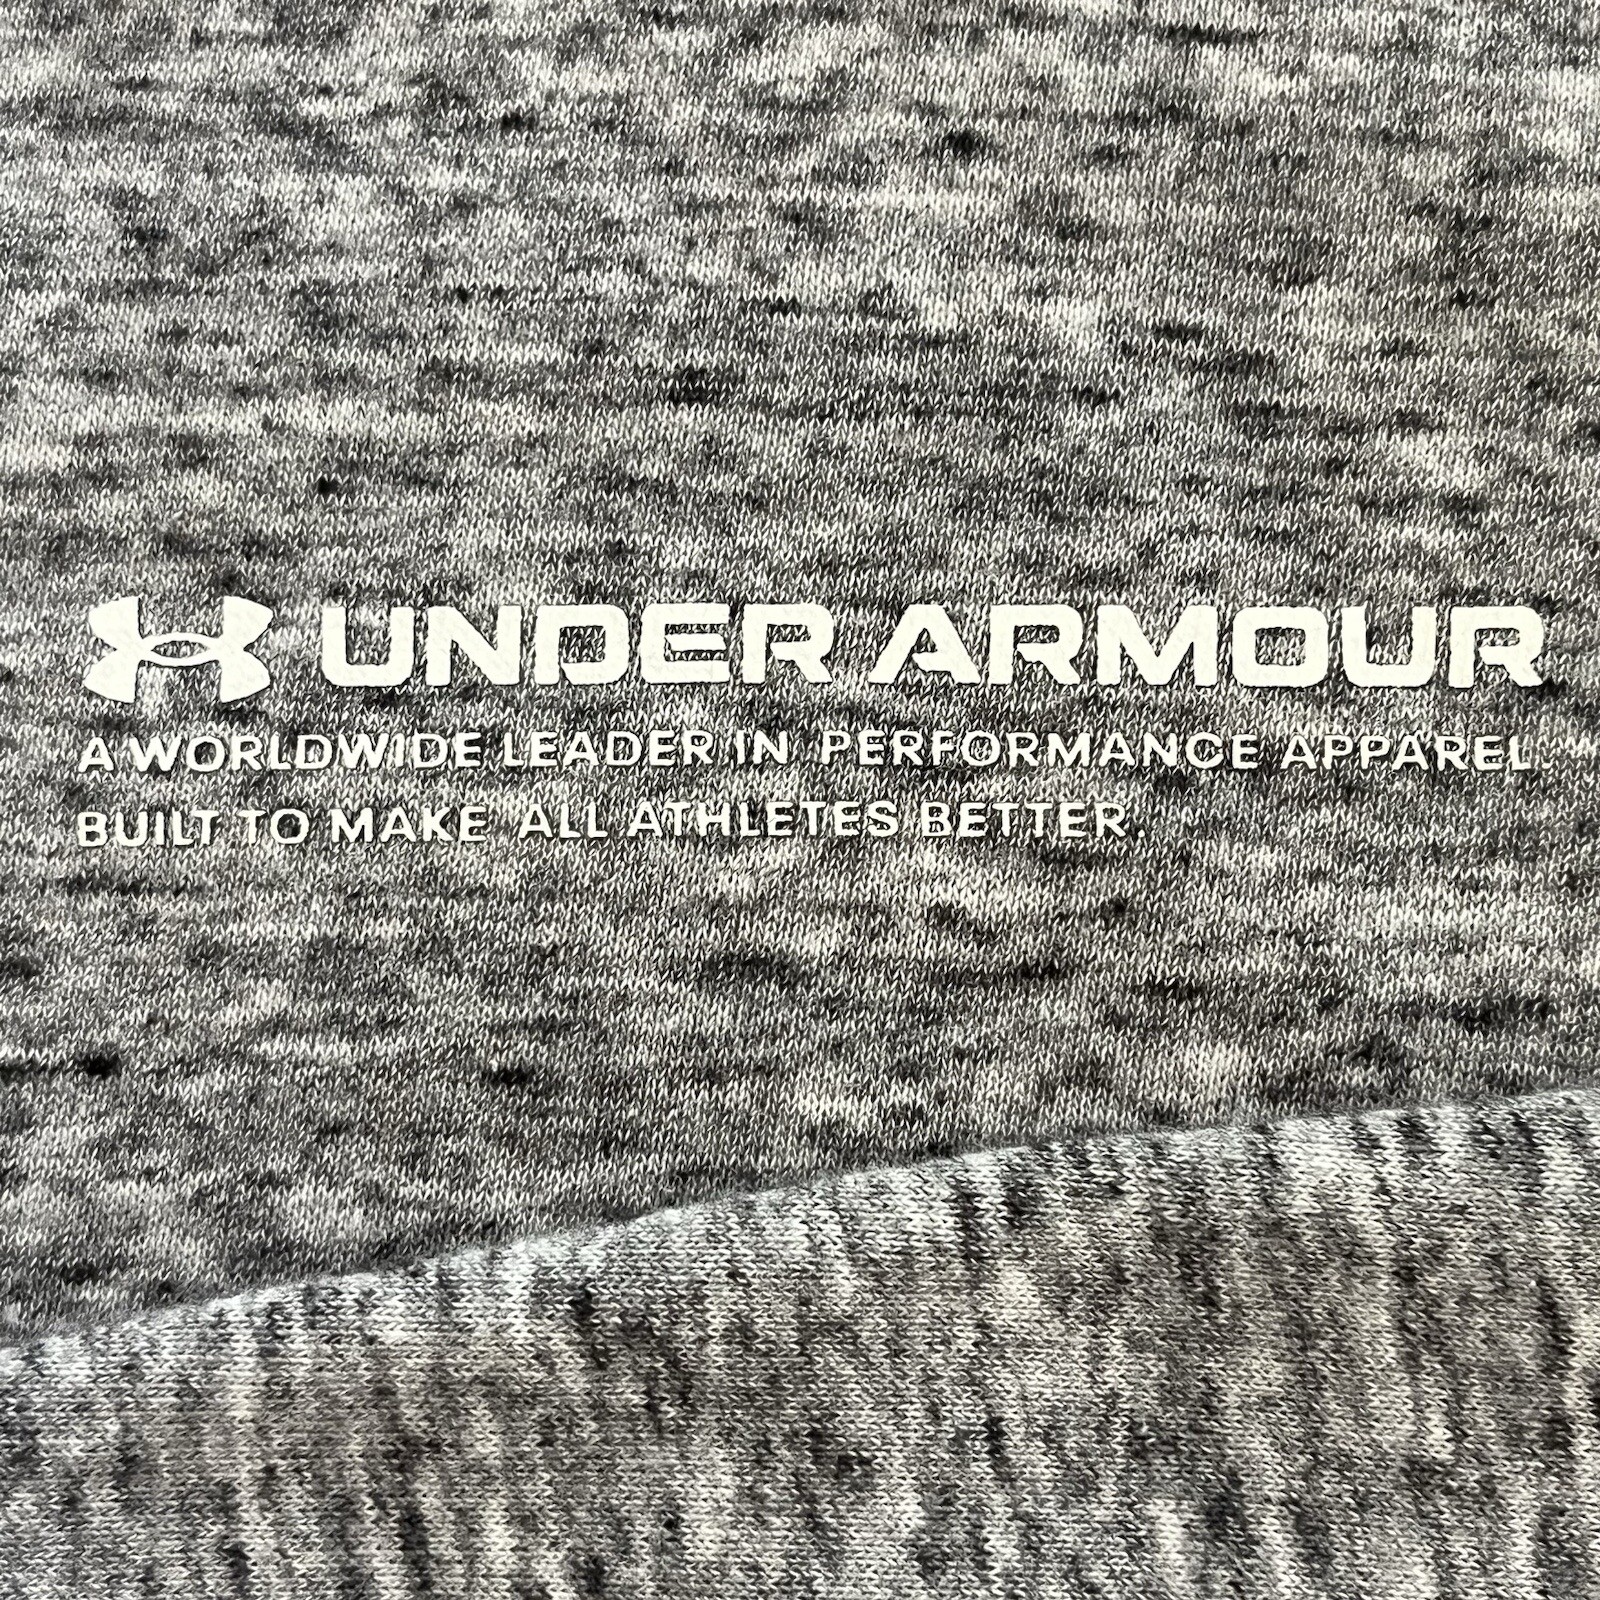 UNDER ARMOUR
A WORLDWIDE LEADER IN PERFORMANCE APPAREL.
BUILT TO MAKE ALL ATHLETES BETTER.